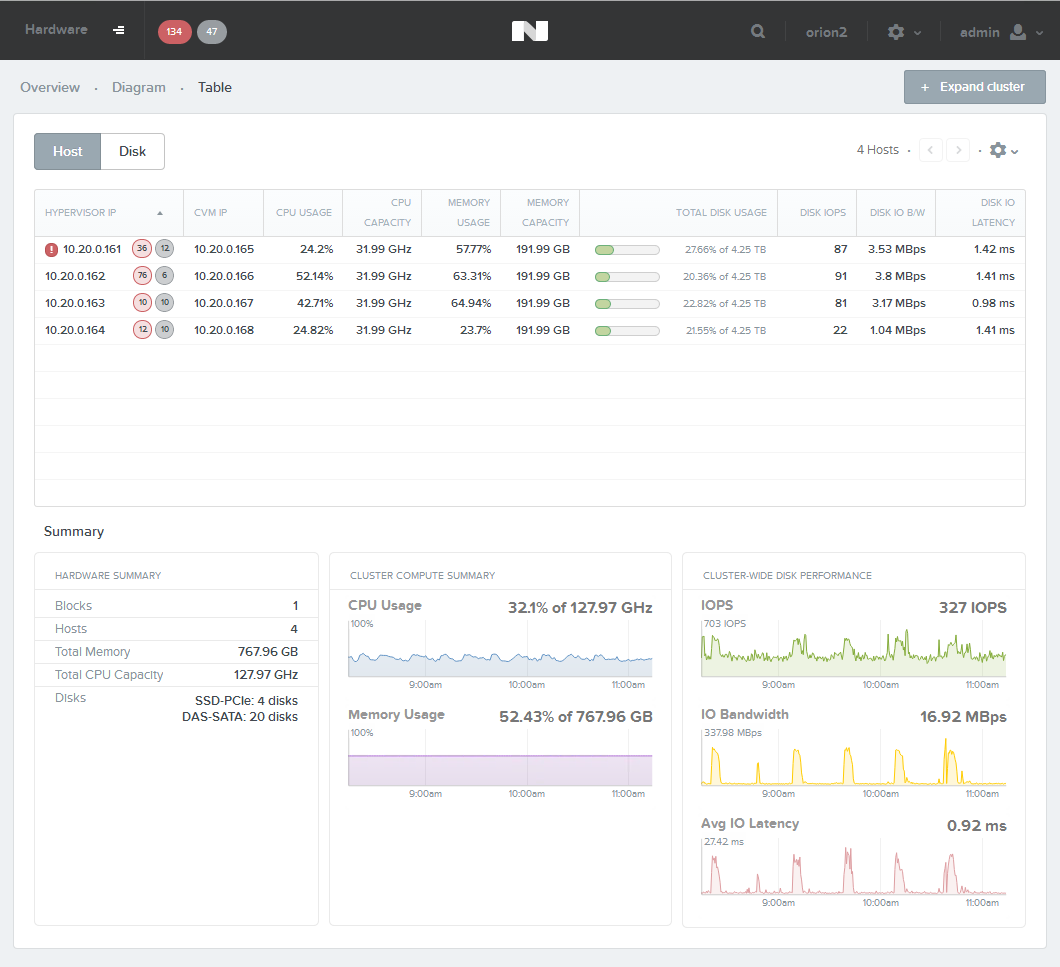 Hardware 134 47 orion2 admin
Overview · Diagram · Table + Expand cluster
Host Disk 4 Hosts · < > ·
HYPERVISOR IP CVM IP CPU USAGE CPU CAPACITY MEMORY USAGE MEMORY CAPACITY TOTAL DISK USAGE DISK IOPS DISK IO B/W DISK IO LATENCY
! 10.20.0.161 36 12 10.20.0.165 24.2% 31.99 GHz 57.77% 191.99 GB 27.66% of 4.25 TB 87 3.53 MBps 1.42 ms
10.20.0.162 76 6 10.20.0.166 52.14% 31.99 GHz 63.31% 191.99 GB 20.36% of 4.25 TB 91 3.8 MBps 1.41 ms
10.20.0.163 10 10 10.20.0.167 42.71% 31.99 GHz 64.94% 191.99 GB 22.82% of 4.25 TB 81 3.17 MBps 0.98 ms
10.20.0.164 12 10 10.20.0.168 24.82% 31.99 GHz 23.7% 191.99 GB 21.55% of 4.25 TB 22 1.04 MBps 1.41 ms
Summary
HARDWARE SUMMARY
Blocks 1
Hosts 4
Total Memory 767.96 GB
Total CPU Capacity 127.97 GHz
Disks SSD-PCIe: 4 disks
DAS-SATA: 20 disks
CLUSTER COMPUTE SUMMARY
CPU Usage 32.1% of 127.97 GHz
100%
9:00am 10:00am 11:00am
Memory Usage 52.43% of 767.96 GB
100%
9:00am 10:00am 11:00am
CLUSTER-WIDE DISK PERFORMANCE
IOPS 327 IOPS
703 IOPS
9:00am 10:00am 11:00am
IO Bandwidth 16.92 MBps
337.98 MBps
9:00am 10:00am 11:00am
Avg IO Latency 0.92 ms
27.42 ms
9:00am 10:00am 11:00am